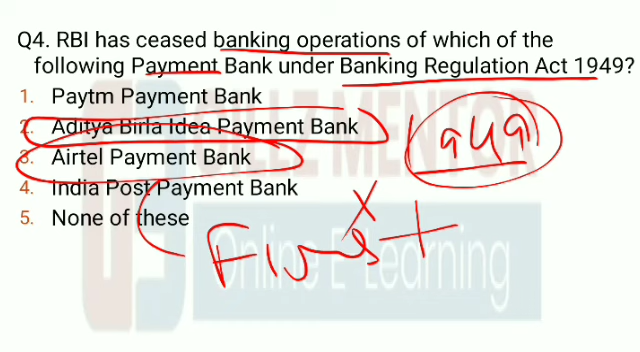 Q4. RBI has ceased banking operations of which of the
following Payment Bank under Banking Regulation Act 1949?
1. Paytm Payment Bank
2. Aditya Birla Idea Payment Bank
3. Airtel Payment Bank
4. India Post Payment Bank
5. None of these
1949
First
Online E Learning